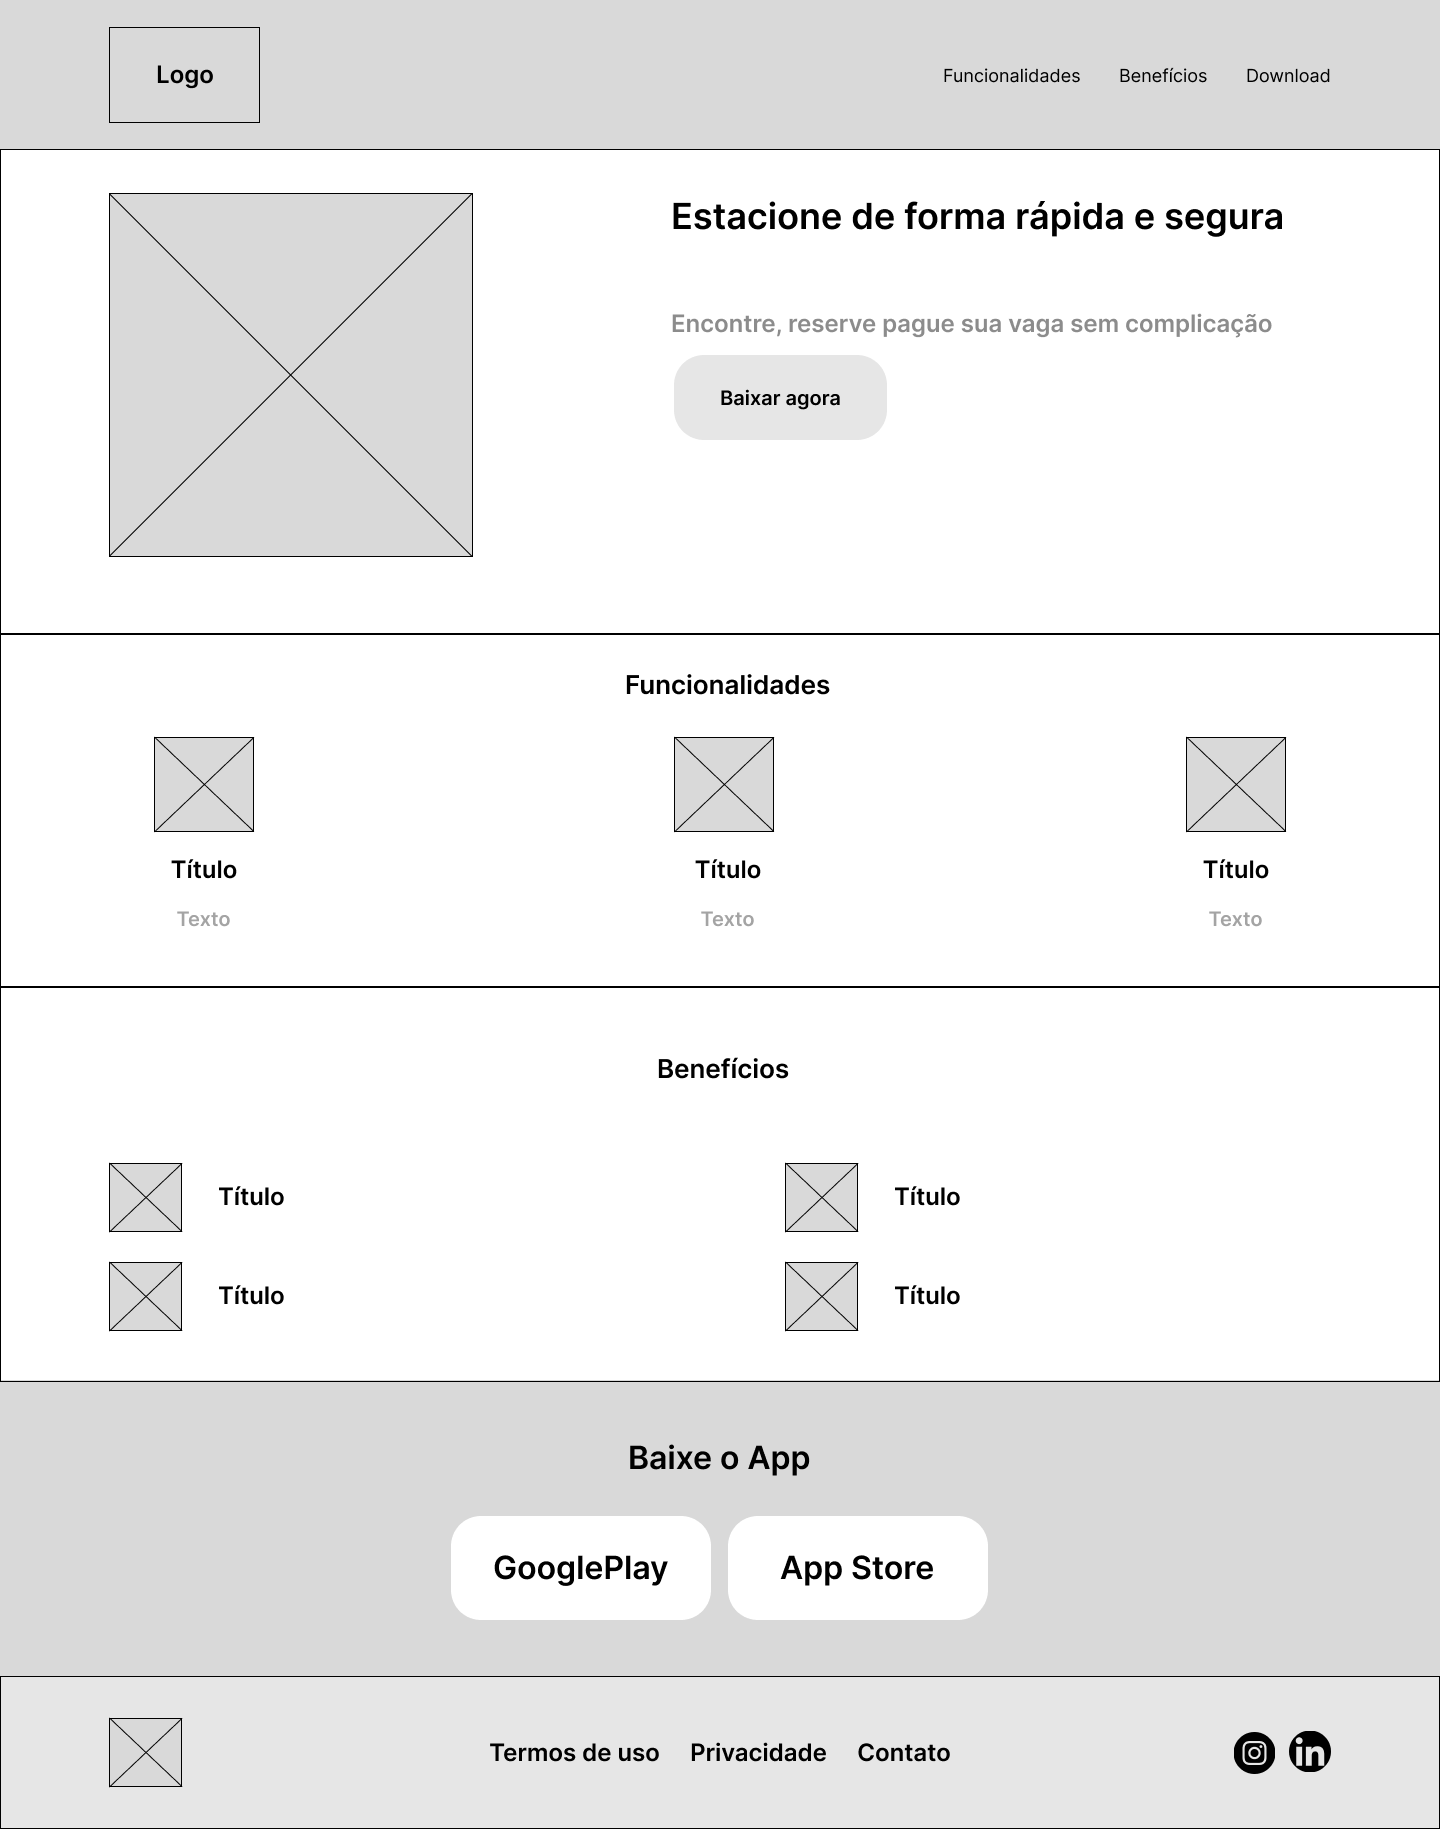 Logo
Funcionalidades
Benefícios
Download
Estacione de forma rápida e segura
Encontre, reserve pague sua vaga sem complicação
Baixar agora
Funcionalidades
Título
Título
Título
Texto
Texto
Texto
Benefícios
Título
Título
Título
Título
Baixe o App
GooglePlay
App Store
Termos de uso
Privacidade
Contato
in